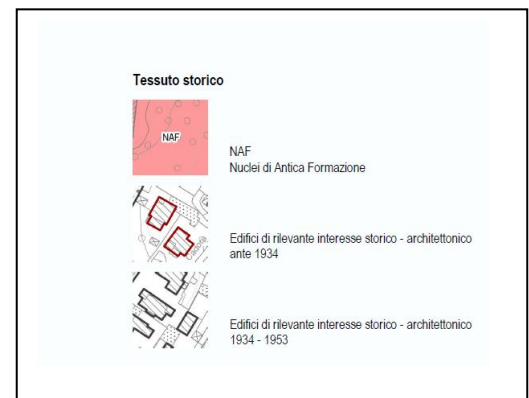 Tessuto storico
NAF
NAF
Nuclei di Antica Formazione
Edifici di rilevante interesse storico - architettonico
ante 1934
Edifici di rilevante interesse storico - architettonico
1934 - 1953